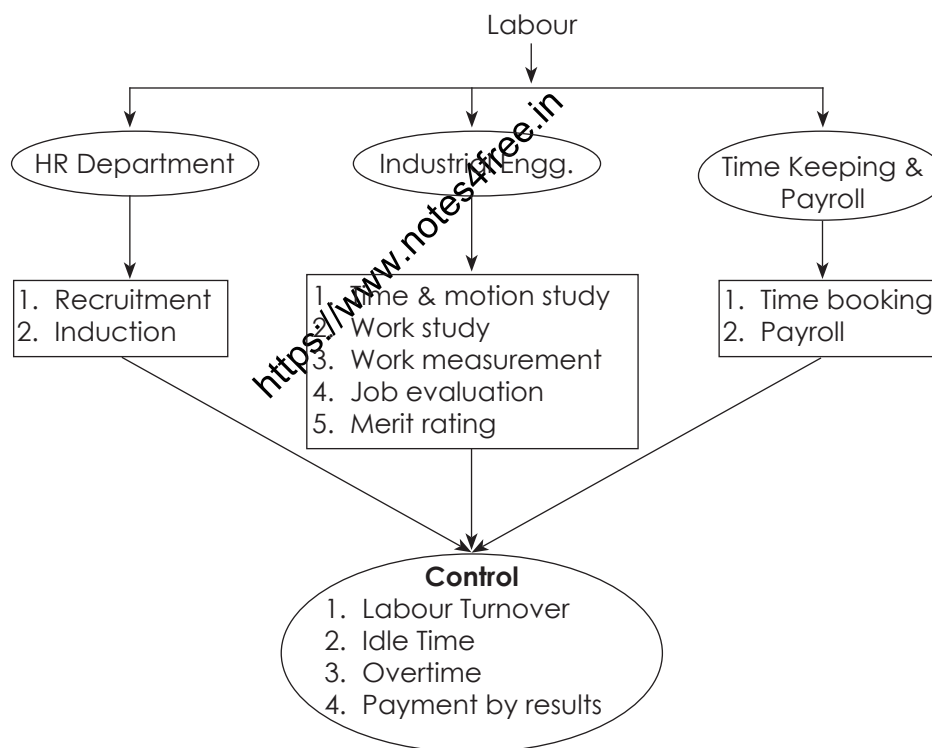 Labour
HR Department
Industrial Engg.
Time Keeping &
Payroll
1. Recruitment
2. Induction
1. Time & motion study
2. Work study
3. Work measurement
4. Job evaluation
5. Merit rating
1. Time booking
2. Payroll
https://www.notes4free.in
Control
1. Labour Turnover
2. Idle Time
3. Overtime
4. Payment by results